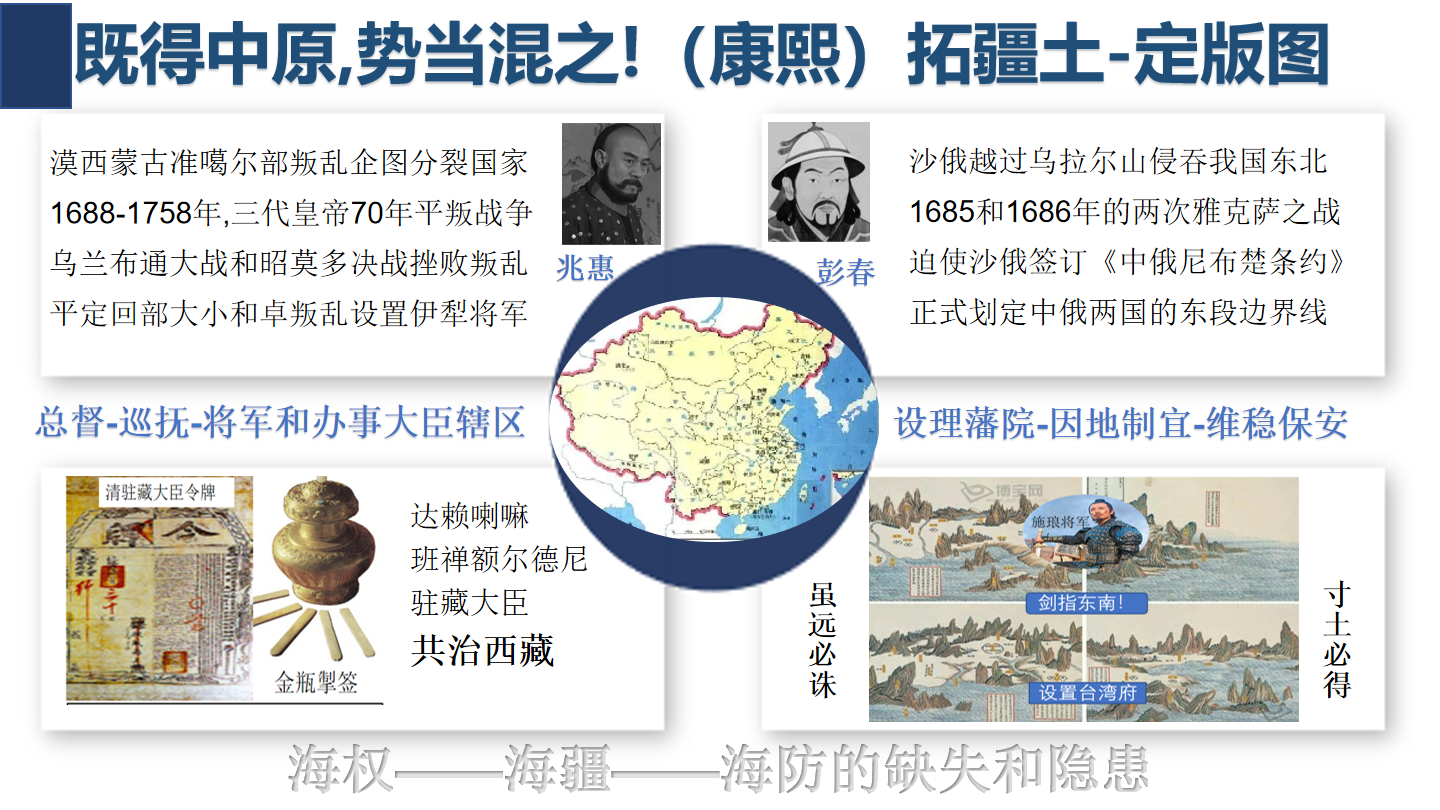 既得中原,势当混之!（康熙）拓疆土-定版图
漠西蒙古准噶尔部叛乱企图分裂国家
1688-1758年,三代皇帝70年平叛战争
乌兰布通大战和昭莫多决战挫败叛乱
平定回部大小和卓叛乱设置伊犁将军
兆惠
彭春
沙俄越过乌拉尔山侵吞我国东北
1685和1686年的两次雅克萨之战
迫使沙俄签订《中俄尼布楚条约》
正式划定中俄两国的东段边界线
总督-巡抚-将军和办事大臣辖区
设理藩院-因地制宜-维稳保安
清驻藏大臣令牌
令
金瓶掣签
达赖喇嘛
班禅额尔德尼
驻藏大臣
共治西藏
虽远必诛
博宝网
施琅将军
剑指东南!
设置台湾府
寸土必得
海权——海疆——海防的缺失和隐患